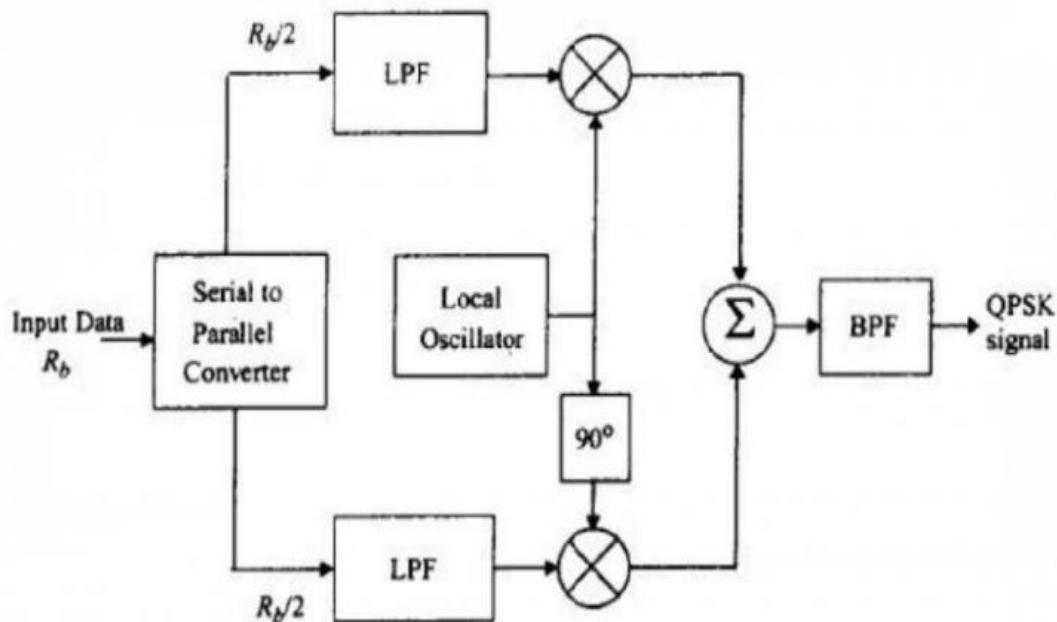 R_b/2
LPF
Serial to
Parallel
Converter
Input Data
R_b
Local
Oscillator
90°
Σ
BPF
QPSK
signal
LPF
R_b/2